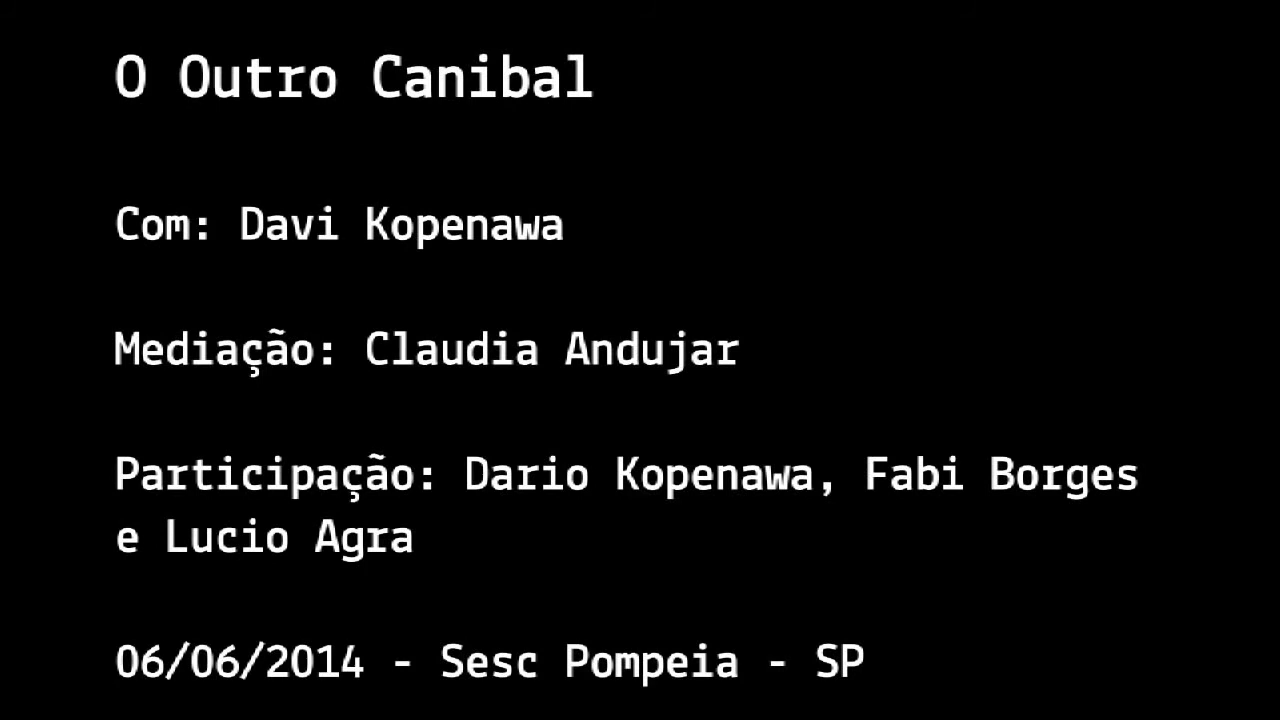 O Outro Canibal
Com: Davi Kopenawa
Mediação: Claudia Andujar
Participação: Dario Kopenawa, Fabi Borges
e Lucio Agra
06/06/2014 - Sesc Pompeia - SP